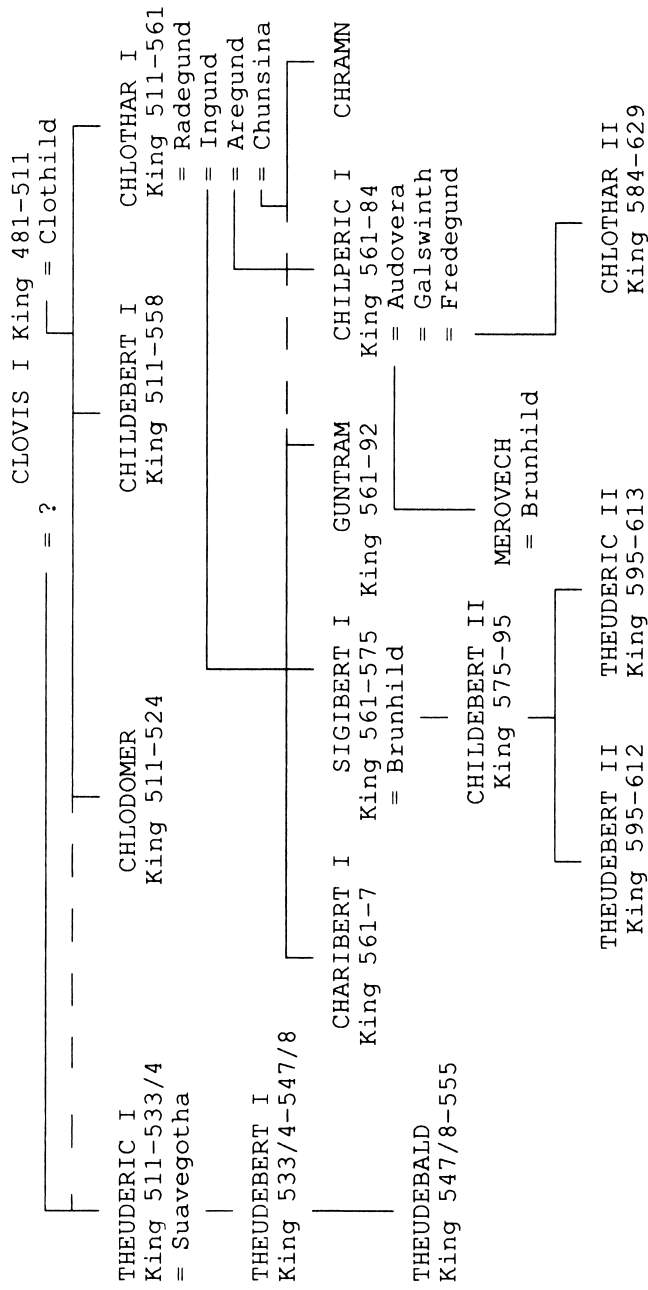 CLOVIS I King 481-511
= ?
= Clothild
THEUDERIC I
King 511-533/4
= Suavegotha
CHLODOMER
King 511-524
CHILDEBERT I
King 511-558
CHLOTHAR I
King 511-561
= Radegund
= Ingund
= Aregund
= Chunsina
THEUDEBERT I
King 533/4-547/8
CHARIBERT I
King 561-7
SIGIBERT I
King 561-575
= Brunhild
GUNTRAM
King 561-92
CHILPERIC I
King 561-84
= Audovera
= Galswinth
= Fredegund
CHRAMN
THEUDEBALD
King 547/8-555
CHILDEBERT II
King 575-95
MEROVECH
= Brunhild
THEUDEBERT II
King 595-612
THEUDERIC II
King 595-613
CHLOTHAR II
King 584-629